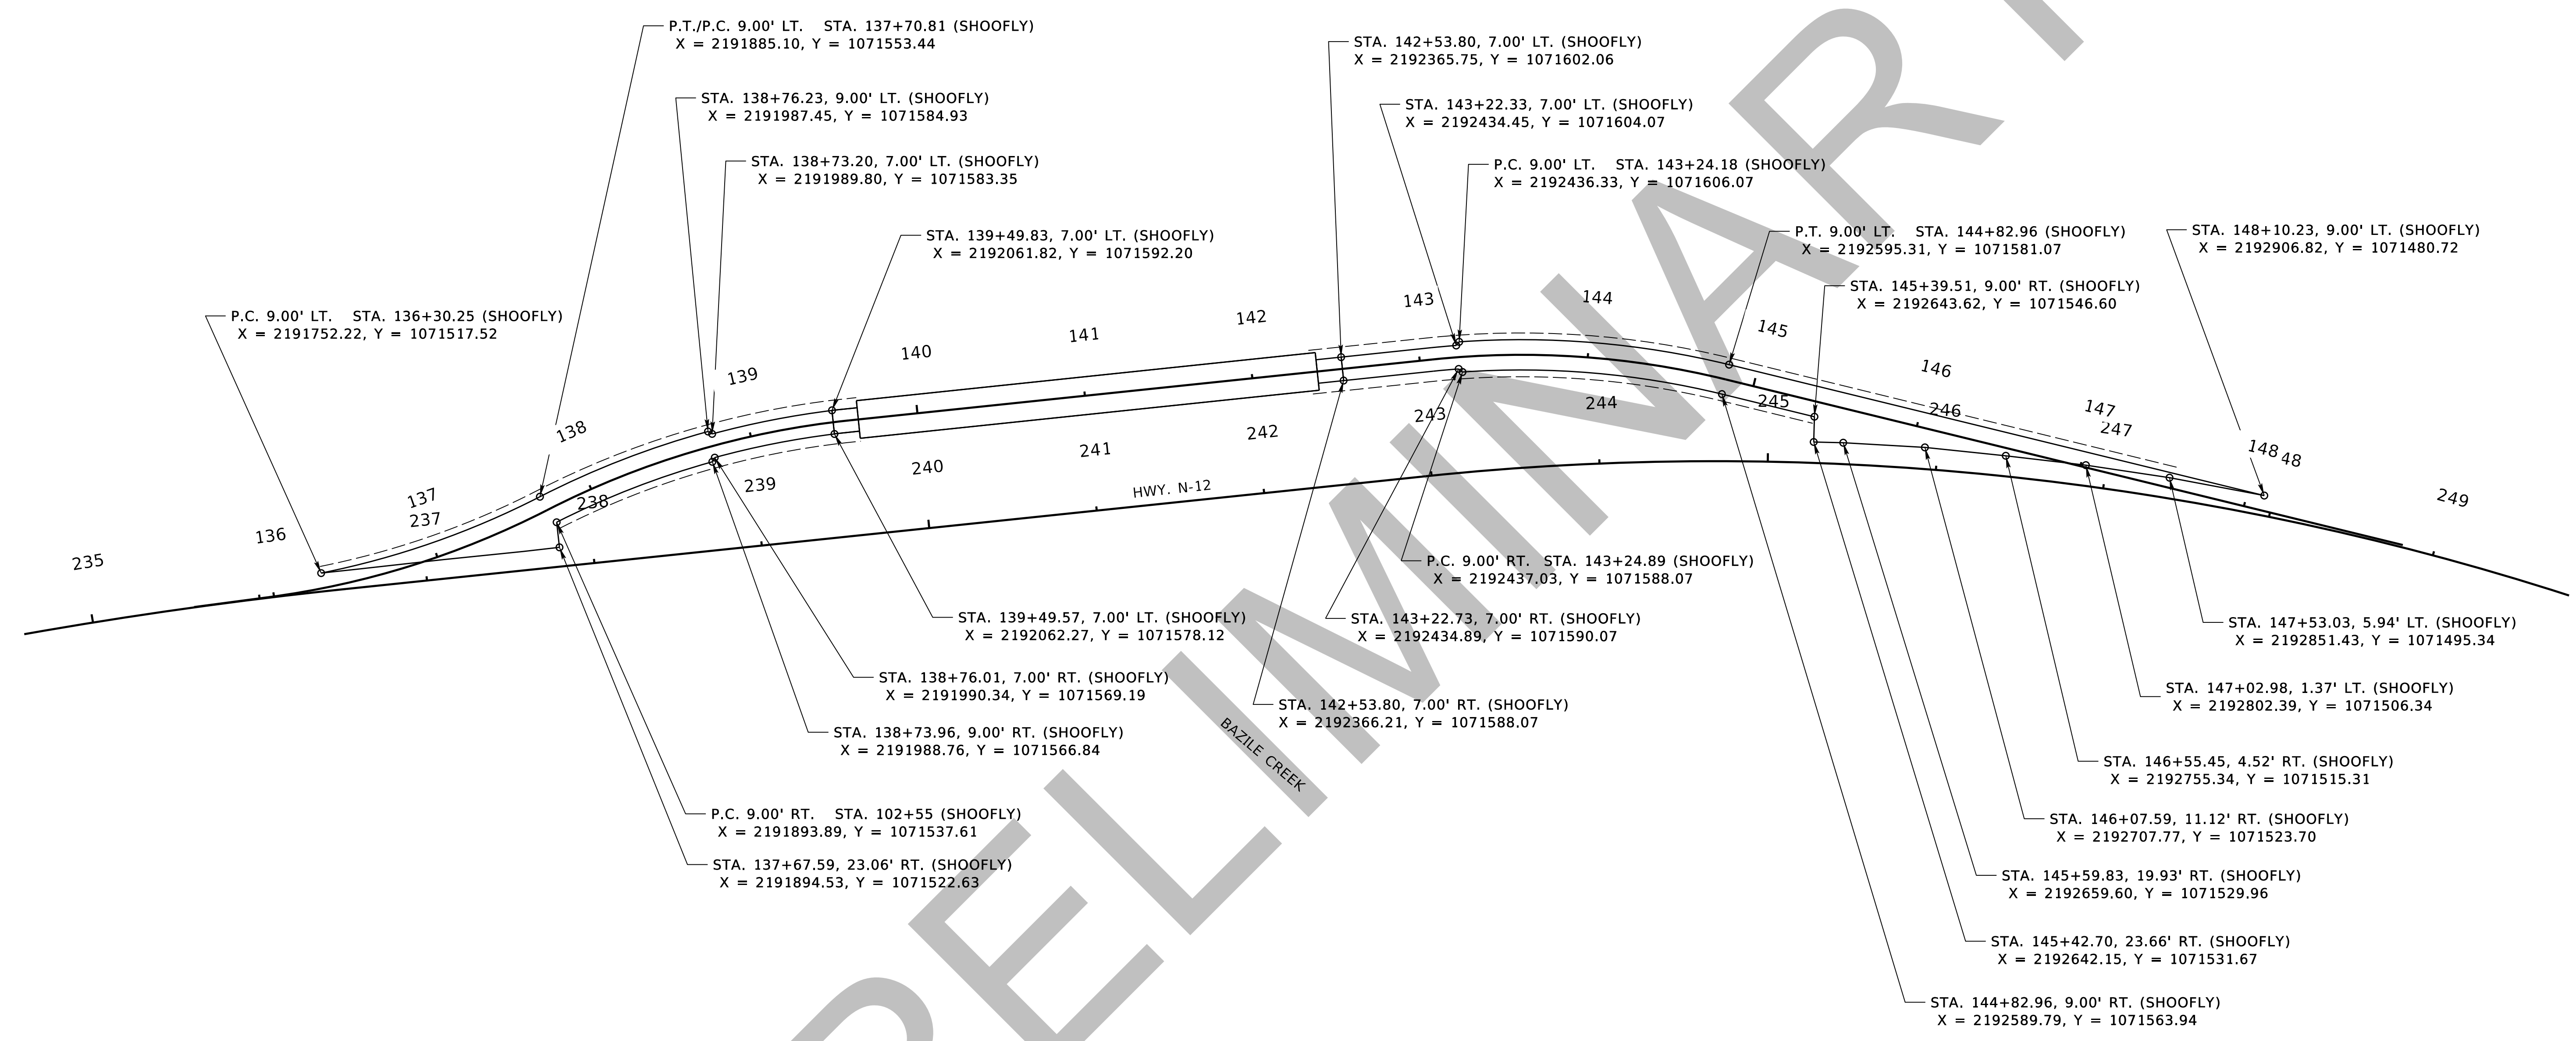 P.T./P.C. 9.00' LT. STA. 137+70.81 (SHOOFLY)
X = 2191885.10, Y = 1071553.44
STA. 138+76.23, 9.00' LT. (SHOOFLY)
X = 2191987.45, Y = 1071584.93
STA. 138+73.20, 7.00' LT. (SHOOFLY)
X = 2191989.80, Y = 1071583.35
STA. 139+49.83, 7.00' LT. (SHOOFLY)
X = 2192061.82, Y = 1071592.20
P.C. 9.00' LT. STA. 136+30.25 (SHOOFLY)
X = 2191752.22, Y = 1071517.52
STA. 142+53.80, 7.00' LT. (SHOOFLY)
X = 2192365.75, Y = 1071602.06
STA. 143+22.33, 7.00' LT. (SHOOFLY)
X = 2192434.45, Y = 1071604.07
P.C. 9.00' LT. STA. 143+24.18 (SHOOFLY)
X = 2192436.33, Y = 1071606.07
P.T. 9.00' LT. STA. 144+82.96 (SHOOFLY)
X = 2192595.31, Y = 1071581.07
STA. 145+39.51, 9.00' RT. (SHOOFLY)
X = 2192643.62, Y = 1071546.60
STA. 148+10.23, 9.00' LT. (SHOOFLY)
X = 2192906.82, Y = 1071480.72
136
137
138
139
140
141
142
143
144
145
146
147
148
235
237
238
239
240
241
242
243
244
245
246
247
48
249
HWY. N-12
BAZILE CREEK
STA. 139+49.57, 7.00' LT. (SHOOFLY)
X = 2192062.27, Y = 1071578.12
STA. 138+76.01, 7.00' RT. (SHOOFLY)
X = 2191990.34, Y = 1071569.19
STA. 138+73.96, 9.00' RT. (SHOOFLY)
X = 2191988.76, Y = 1071566.84
P.C. 9.00' RT. STA. 102+55 (SHOOFLY)
X = 2191893.89, Y = 1071537.61
STA. 137+67.59, 23.06' RT. (SHOOFLY)
X = 2191894.53, Y = 1071522.63
P.C. 9.00' RT. STA. 143+24.89 (SHOOFLY)
X = 2192437.03, Y = 1071588.07
STA. 143+22.73, 7.00' RT. (SHOOFLY)
X = 2192434.89, Y = 1071590.07
STA. 142+53.80, 7.00' RT. (SHOOFLY)
X = 2192366.21, Y = 1071588.07
STA. 147+53.03, 5.94' LT. (SHOOFLY)
X = 2192851.43, Y = 1071495.34
STA. 147+02.98, 1.37' LT. (SHOOFLY)
X = 2192802.39, Y = 1071506.34
STA. 146+55.45, 4.52' RT. (SHOOFLY)
X = 2192755.34, Y = 1071515.31
STA. 146+07.59, 11.12' RT. (SHOOFLY)
X = 2192707.77, Y = 1071523.70
STA. 145+59.83, 19.93' RT. (SHOOFLY)
X = 2192659.60, Y = 1071529.96
STA. 145+42.70, 23.66' RT. (SHOOFLY)
X = 2192642.15, Y = 1071531.67
STA. 144+82.96, 9.00' RT. (SHOOFLY)
X = 2192589.79, Y = 1071563.94
RELIMINAR